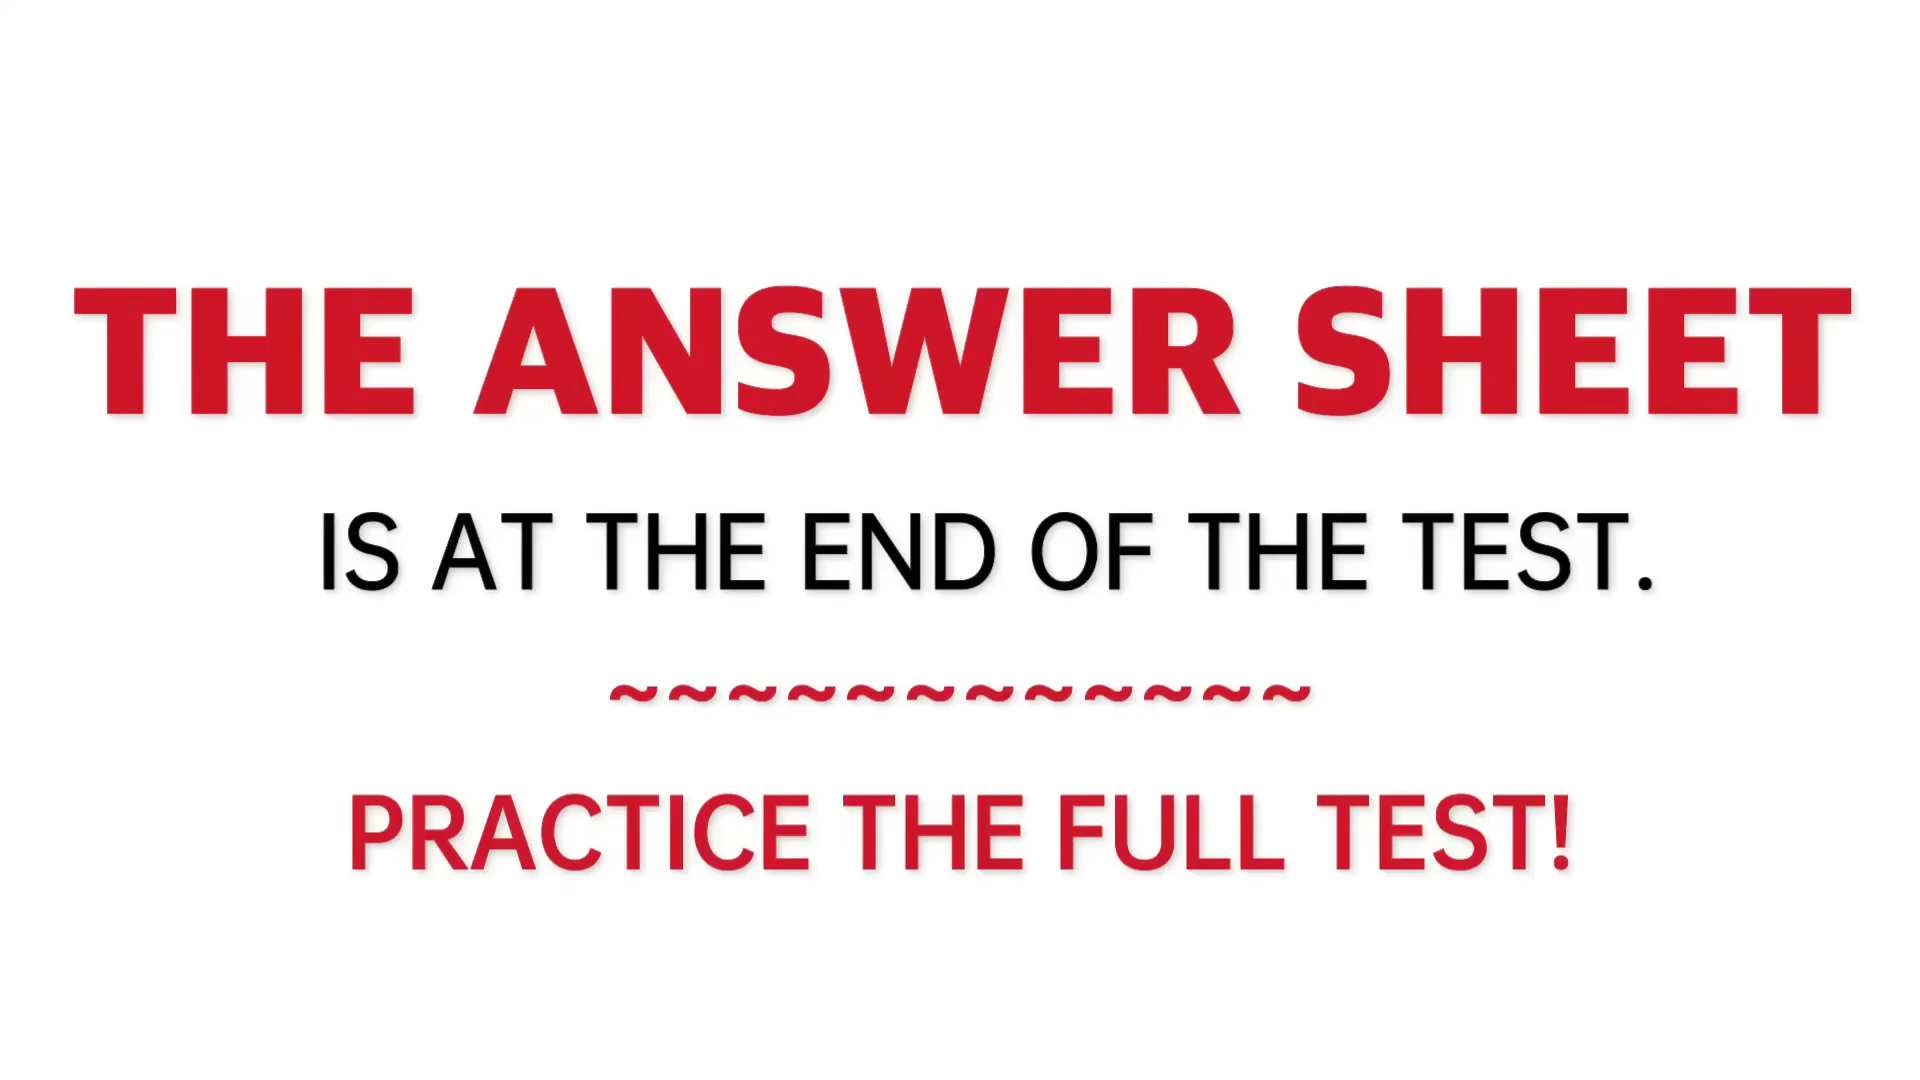 THE ANSWER SHEET
IS AT THE END OF THE TEST.
~~~~~~~~~~~~
PRACTICE THE FULL TEST!